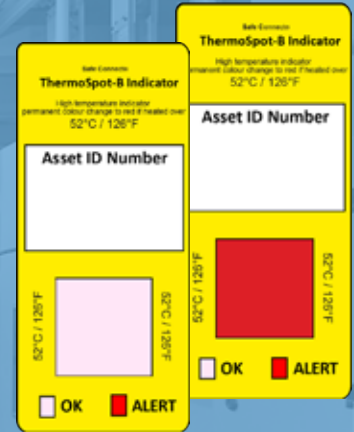 Safe Connecto
ThermoSpot-B Indicator
High temperature indicator
permanent colour change to red if heated over
52°C / 126°F
Asset ID Number
52°C / 126°F
52°C / 126°F
OK
ALERT
Safe Connecto
ThermoSpot-B Indicator
High temperature indicator
permanent colour change to red if heated over
52°C / 126°F
Asset ID Number
52°C / 126°F
52°C / 126°F
OK
ALERT